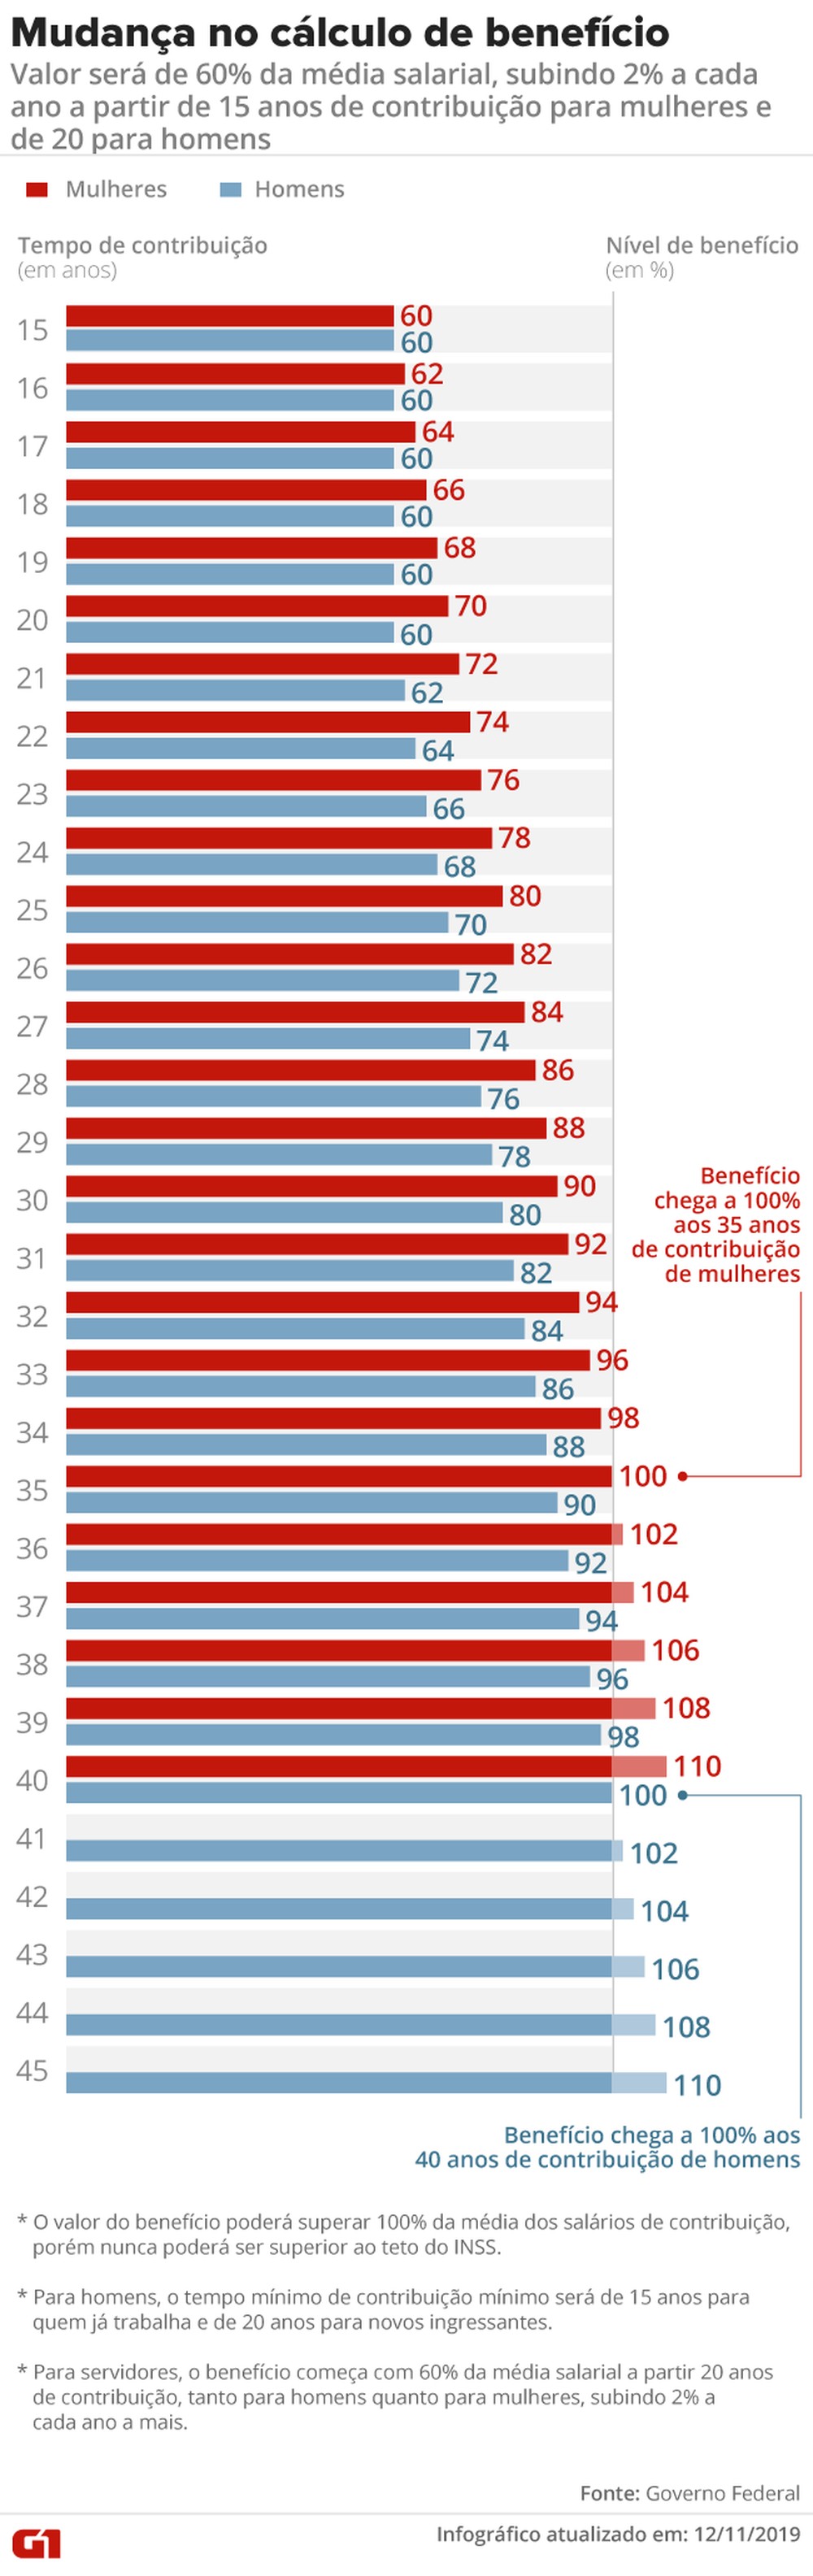 Mudança no cálculo de benefício
Valor será de 60% da média salarial, subindo 2% a cada
ano a partir de 15 anos de contribuição para mulheres e
de 20 para homens
Mulheres Homens
Tempo de contribuição Nível de benefício
(em anos) (em %)
15 60
60
16 62
60
17 64
60
18 66
60
19 68
60
20 70
60
21 72
62
22 74
64
23 76
66
24 78
68
25 80
70
26 82
72
27 84
74
28 86
76
29 88
78
30 90
80
31 92
82
32 94
84
33 96
86
34 98
88
35 100
90
36 102
92
37 104
94
38 106
96
39 108
98
40 110
100
41 102
42 104
43 106
44 108
45 110
Benefício
chega a 100%
aos 35 anos
de contribuição
de mulheres
Benefício chega a 100% aos
40 anos de contribuição de homens
* O valor do benefício poderá superar 100% da média dos salários de contribuição,
porém nunca poderá ser superior ao teto do INSS.
* Para homens, o tempo mínimo de contribuição mínimo será de 15 anos para
quem já trabalha e de 20 anos para novos ingressantes.
* Para servidores, o benefício começa com 60% da média salarial a partir 20 anos
de contribuição, tanto para homens quanto para mulheres, subindo 2% a
cada ano a mais.
Fonte: Governo Federal
G1 Infográfico atualizado em: 12/11/2019